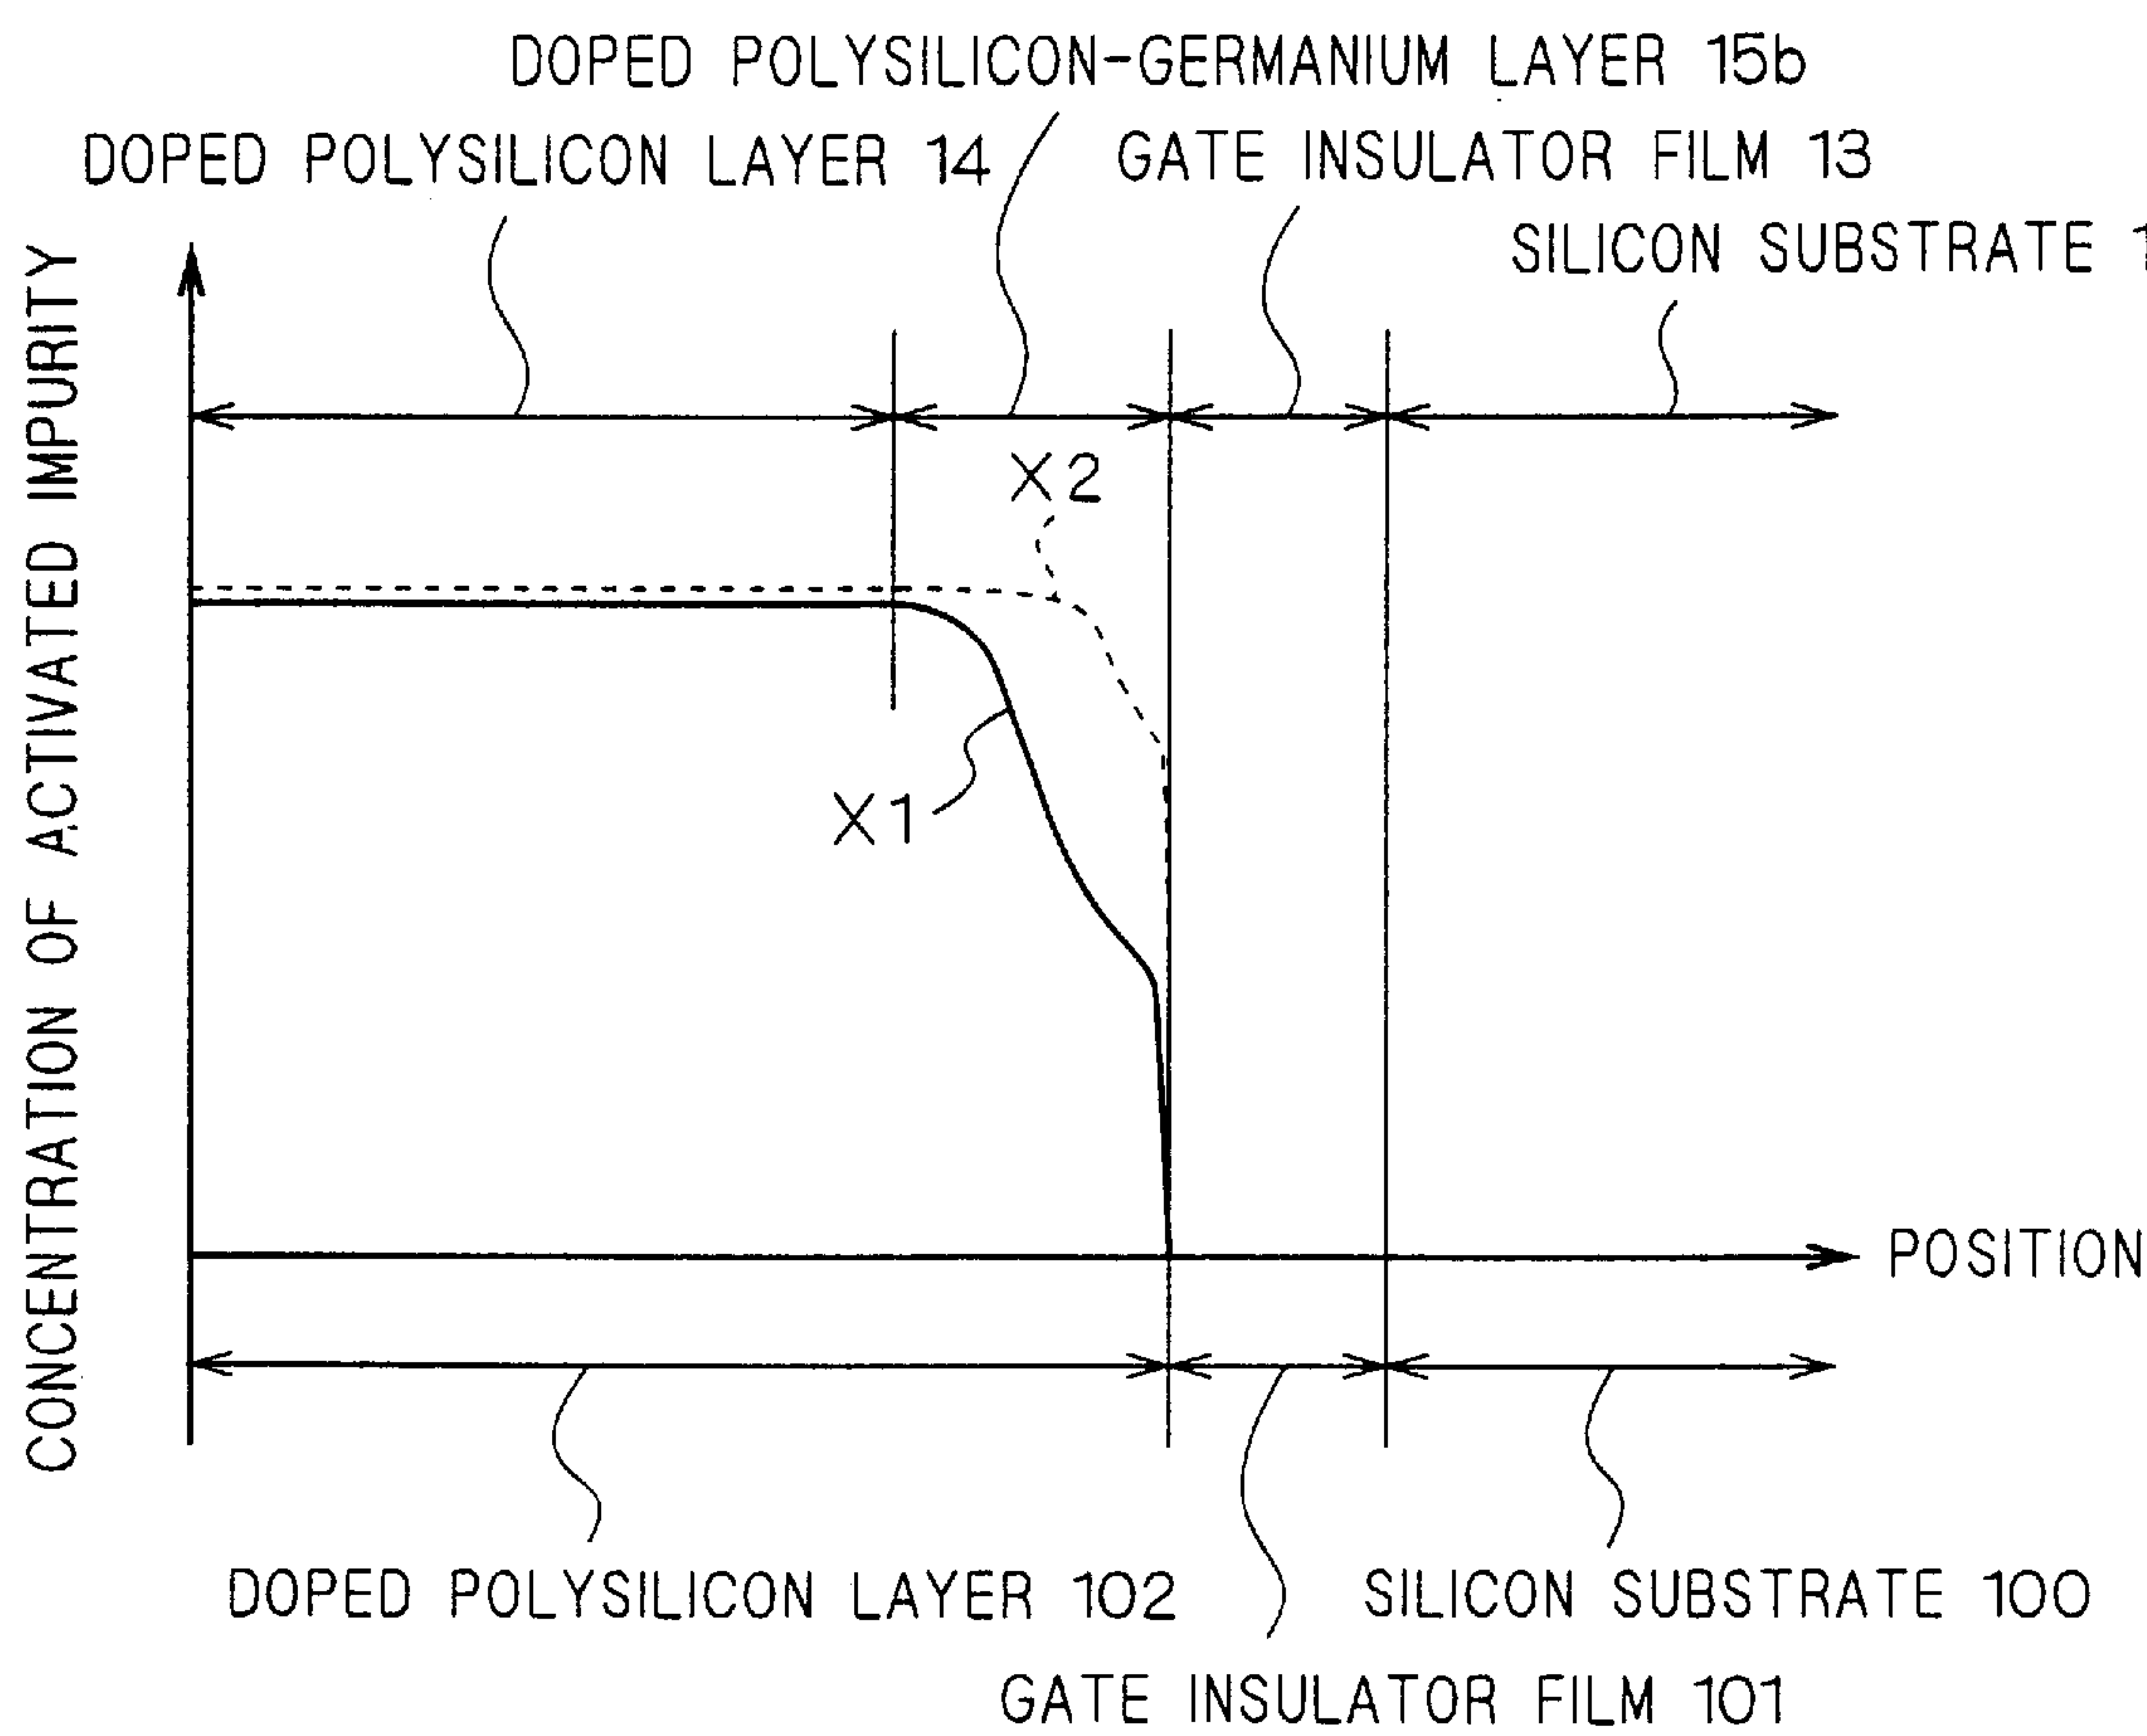 DOPED POLYSILICON-GERMANIUM LAYER 15b
DOPED POLYSILICON LAYER 14
GATE INSULATOR FILM 13
SILICON SUBSTRATE 1
CONCENTRATION OF ACTIVATED IMPURITY
X2
X1
POSITION
DOPED POLYSILICON LAYER 102
SILICON SUBSTRATE 100
GATE INSULATOR FILM 101